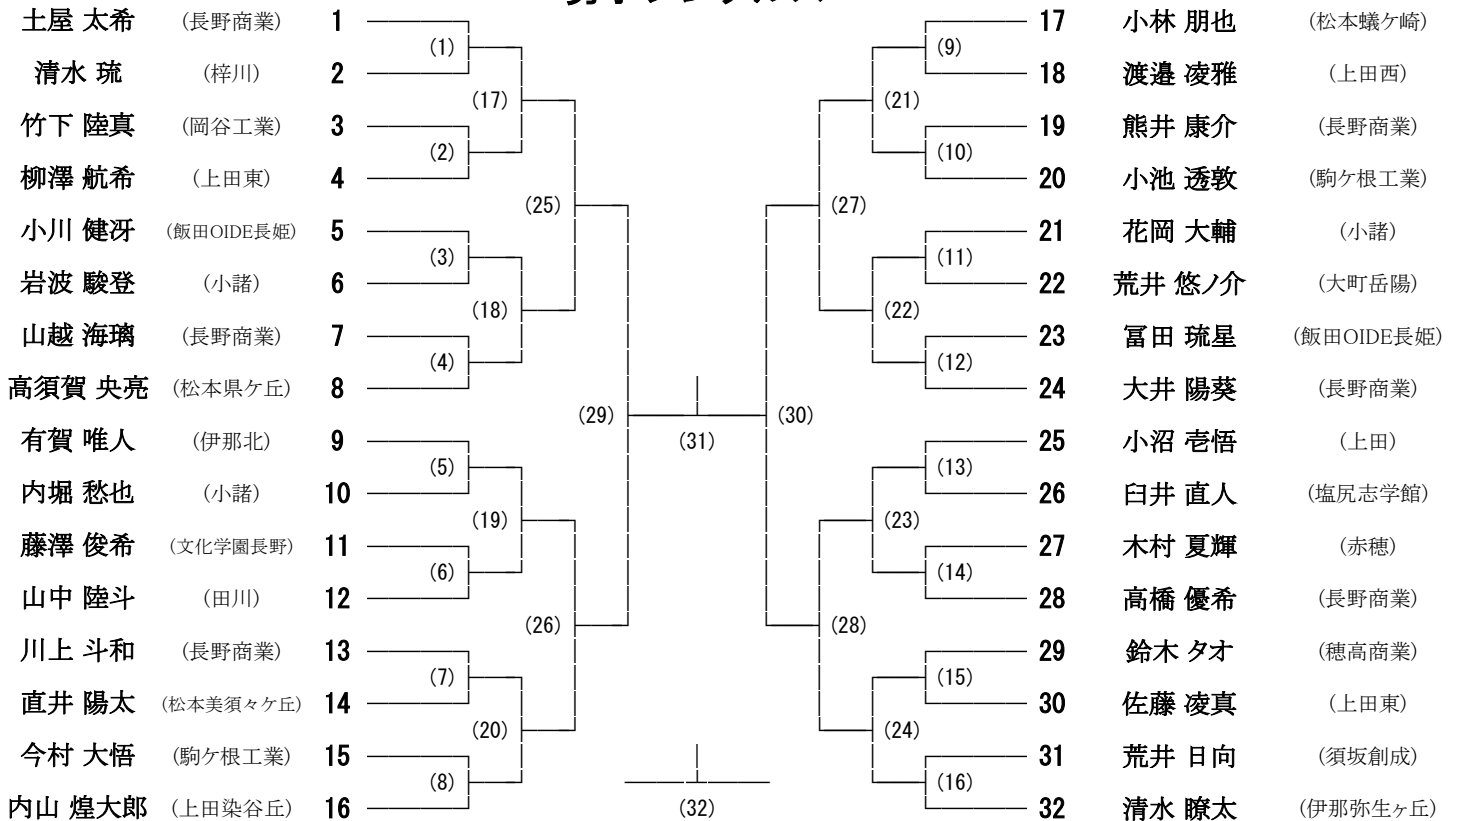 土屋 太希 (長野商業) 1
(1)
清水 琉 (梓川) 2
(17)
竹下 陸真 (岡谷工業) 3
(2)
柳澤 航希 (上田東) 4
(25)
小川 健冴 (飯田OIDE長姫) 5
(3)
岩波 駿登 (小諸) 6
(18)
山越 海璃 (長野商業) 7
(4)
高須賀 央亮 (松本県ケ丘) 8
(29)
有賀 唯人 (伊那北) 9
(5)
内堀 愁也 (小諸) 10
(19)
藤澤 俊希 (文化学園長野) 11
(6)
山中 陸斗 (田川) 12
(26)
川上 斗和 (長野商業) 13
(7)
直井 陽太 (松本美須々ケ丘) 14
(20)
今村 大悟 (駒ケ根工業) 15
(8)
内山 煌大郎 (上田染谷丘) 16
(31)
(32)
17 小林 朋也 (松本蟻ケ崎)
(9)
18 渡邉 凌雅 (上田西)
(21)
19 熊井 康介 (長野商業)
(10)
20 小池 透敦 (駒ケ根工業)
(27)
21 花岡 大輔 (小諸)
(11)
22 荒井 悠ノ介 (大町岳陽)
(22)
23 冨田 琉星 (飯田OIDE長姫)
(12)
24 大井 陽葵 (長野商業)
(30)
25 小沼 壱悟 (上田)
(13)
26 臼井 直人 (塩尻志学館)
(23)
27 木村 夏輝 (赤穂)
(14)
28 高橋 優希 (長野商業)
(28)
29 鈴木 タオ (穂高商業)
(15)
30 佐藤 凌真 (上田東)
(24)
31 荒井 日向 (須坂創成)
(16)
32 清水 瞭太 (伊那弥生ヶ丘)